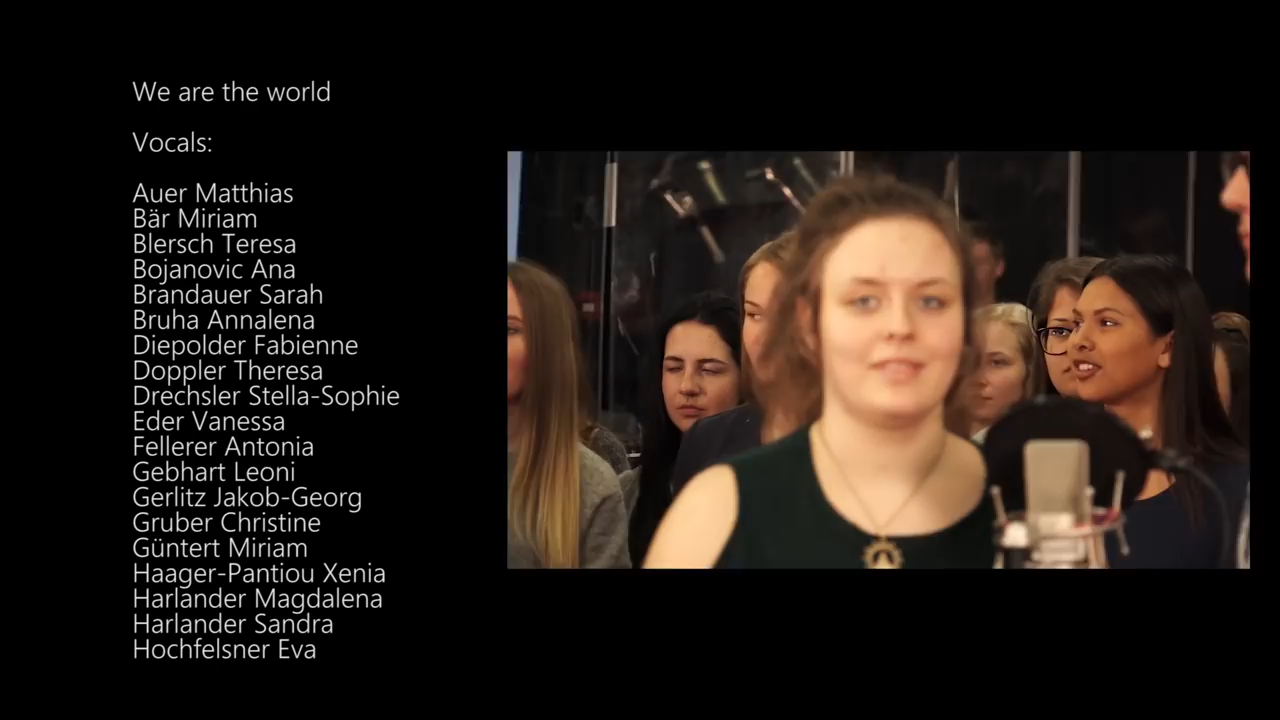 We are the world
Vocals:
Auer Matthias
Bär Miriam
Blersch Teresa
Bojanovic Ana
Brandauer Sarah
Bruha Annalena
Diepolder Fabienne
Doppler Theresa
Drechsler Stella-Sophie
Eder Vanessa
Fellerer Antonia
Gebhart Leoni
Gerlitz Jakob-Georg
Gruber Christine
Güntert Miriam
Haager-Pantiou Xenia
Harlander Magdalena
Harlander Sandra
Hochfelsner Eva